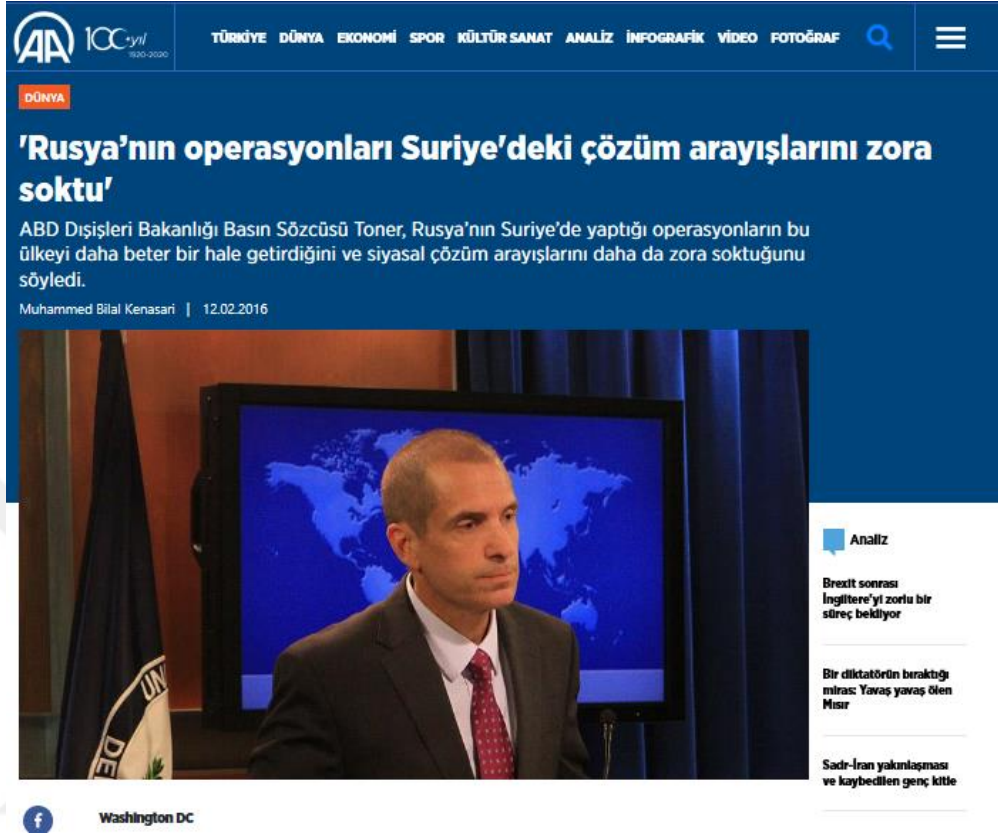 AA 100.yıl
1920-2020
TÜRKİYE DÜNYA EKONOMİ SPOR KÜLTÜR SANAT ANALİZ İNFOGRAFİK VİDEO FOTOĞRAF
DÜNYA
'Rusya’nın operasyonları Suriye'deki çözüm arayışlarını zora
soktu'
ABD Dışişleri Bakanlığı Basın Sözcüsü Toner, Rusya’nın Suriye’de yaptığı operasyonların bu
ülkeyi daha beter bir hale getirdiğini ve siyasal çözüm arayışlarını daha da zora soktuğunu
söyledi.
Muhammed Bilal Kenasari | 12.02.2016
UN
DE
Analiz
Brexit sonrası
İngiltere'yi zorlu bir
süreç bekliyor
Bir diktatörün bıraktığı
miras: Yavaş yavaş ölen
Mısır
Sadr-İran yakınlaşması
ve kaybedilen genç kitle
f
Washington DC